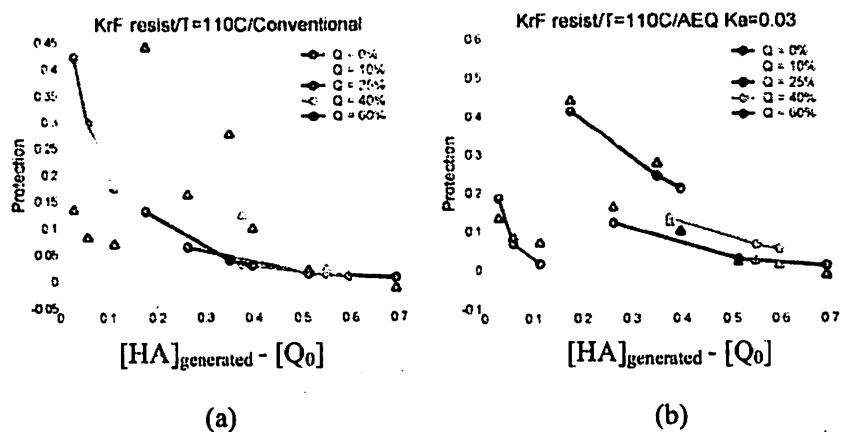 KrF resist/T=110C/Conventional
0.45
0.4
0.35
0.3
0.25
0.2
0.15
0.1
0.05
0
-0.05
Protection
Q = 0%
Q = 10%
Q = 25%
Q = 40%
Q = 60%
0 0.1 0.2 0.3 0.4 0.5 0.6 0.7
[HA]generated - [Q0]
(a)
KrF resist/T=110C/AEQ Ka=0.03
0.6
0.5
0.4
0.3
0.2
0.1
0
-0.1
Protection
Q = 0%
Q = 10%
Q = 25%
Q = 40%
Q = 60%
0 0.1 0.2 0.3 0.4 0.5 0.6 0.7
[HA]generated - [Q0]
(b)